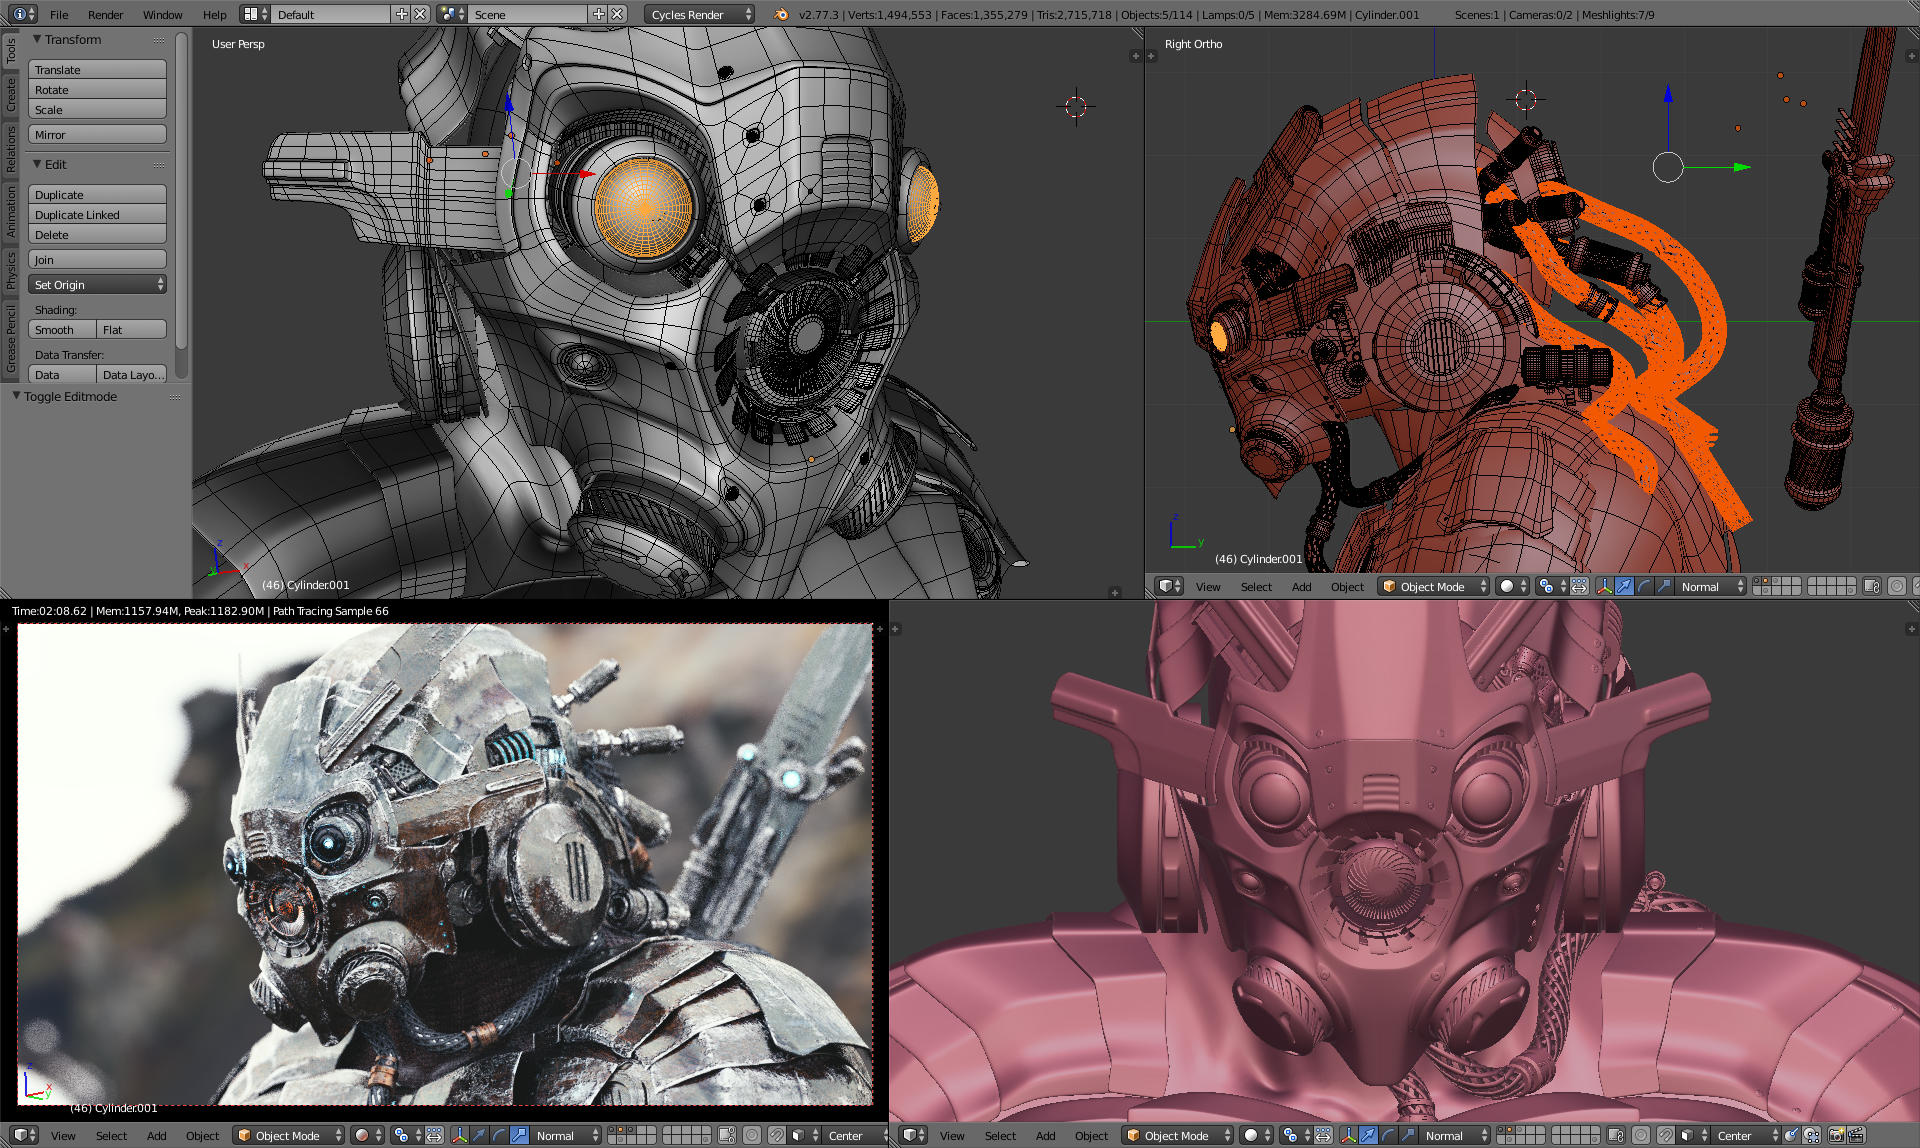 File Render Window Help Default Scene Cycles Render v2.77.3 | Verts:1,494,553 | Faces:1,355,279 | Tris:2,715,718 | Objects:5/114 | Lamps:0/5 | Mem:3284.69M | Cylinder.001 Scenes:1 | Cameras:0/2 | Meshlights:7/9
Tools
Create
Relations
Animation
Physics
Grease Pencil
Transform
Translate
Rotate
Scale
Mirror
Edit
Duplicate
Duplicate Linked
Delete
Join
Set Origin
Shading:
Smooth Flat
Data Transfer:
Data Data Layo...
Toggle Editmode
User Persp
z
x
y
(46) Cylinder.001
Right Ortho
z
y
(46) Cylinder.001
View Select Add Object Object Mode Normal
Time:02:08.62 | Mem:1157.94M, Peak:1182.90M | Path Tracing Sample 66
z
x
y
(46) Cylinder.001
View Select Add Object Object Mode Normal Center
View Select Add Object Object Mode Normal Center